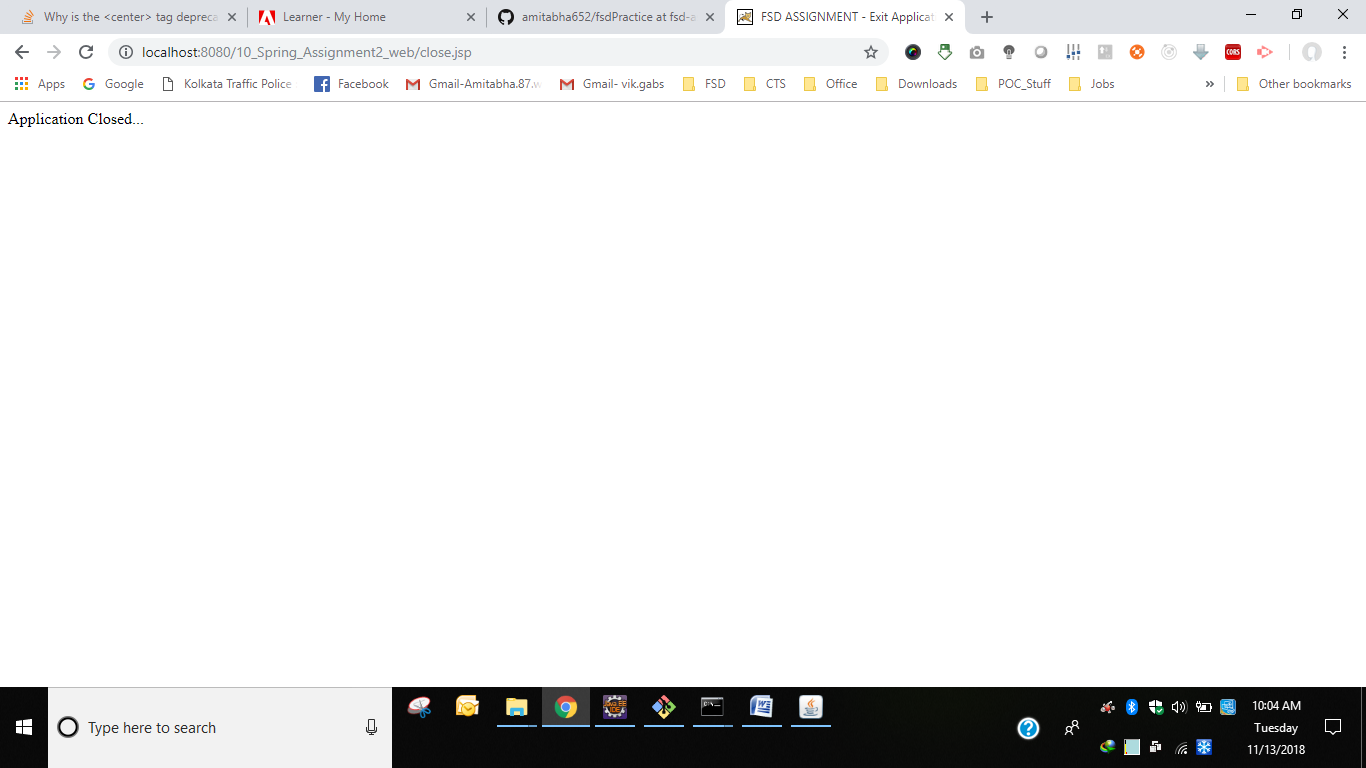 Why is the <center> tag depreca
Learner - My Home
amitabha652/fsdPractice at fsd-a
FSD ASSIGNMENT - Exit Applicat
localhost:8080/10_Spring_Assignment2_web/close.jsp
CORS
Apps
Google
Kolkata Traffic Police
Facebook
Gmail-Amitabha.87.w
Gmail- vik.gabs
FSD
CTS
Office
Downloads
POC_Stuff
Jobs
»
Other bookmarks
Application Closed...
Type here to search
10:04 AM
Tuesday
11/13/2018